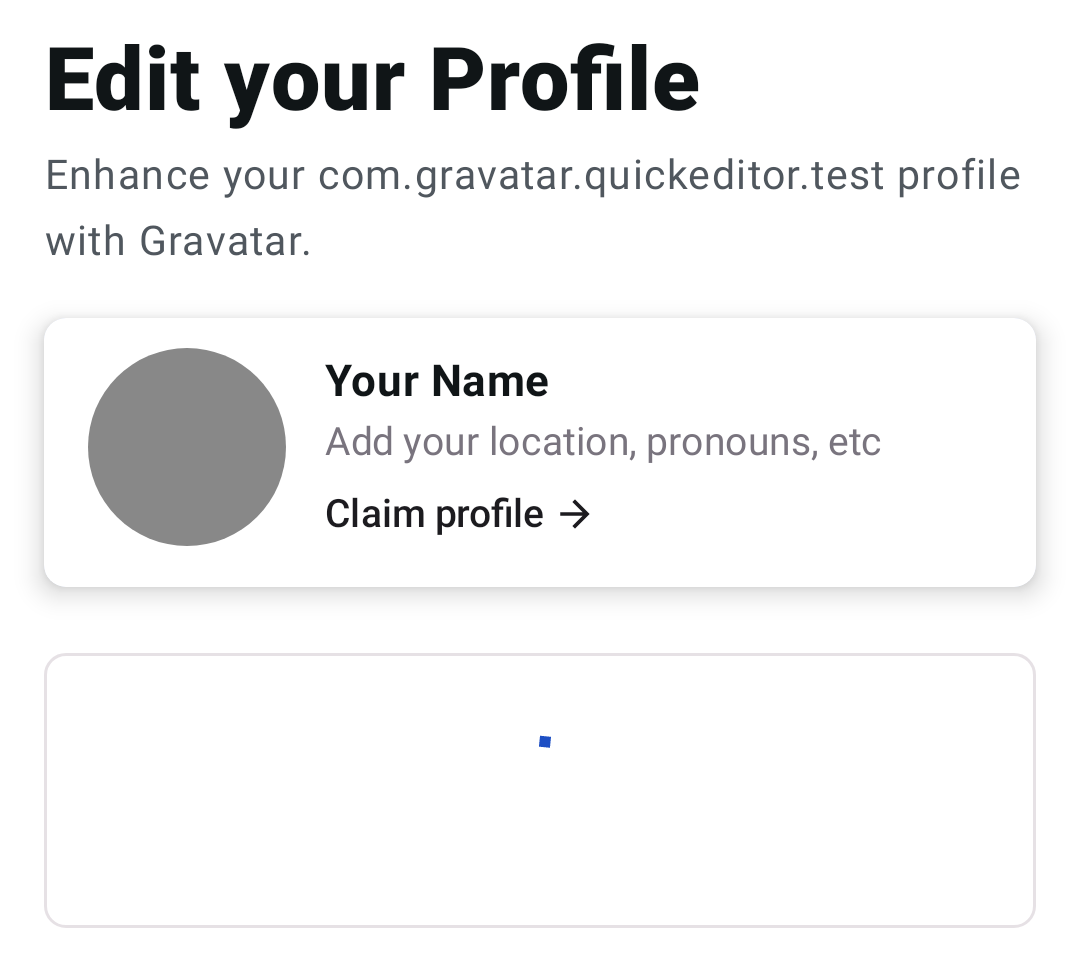 Edit your Profile
Enhance your com.gravatar.quickeditor.test profile
with Gravatar.
Your Name
Add your location, pronouns, etc
Claim profile →